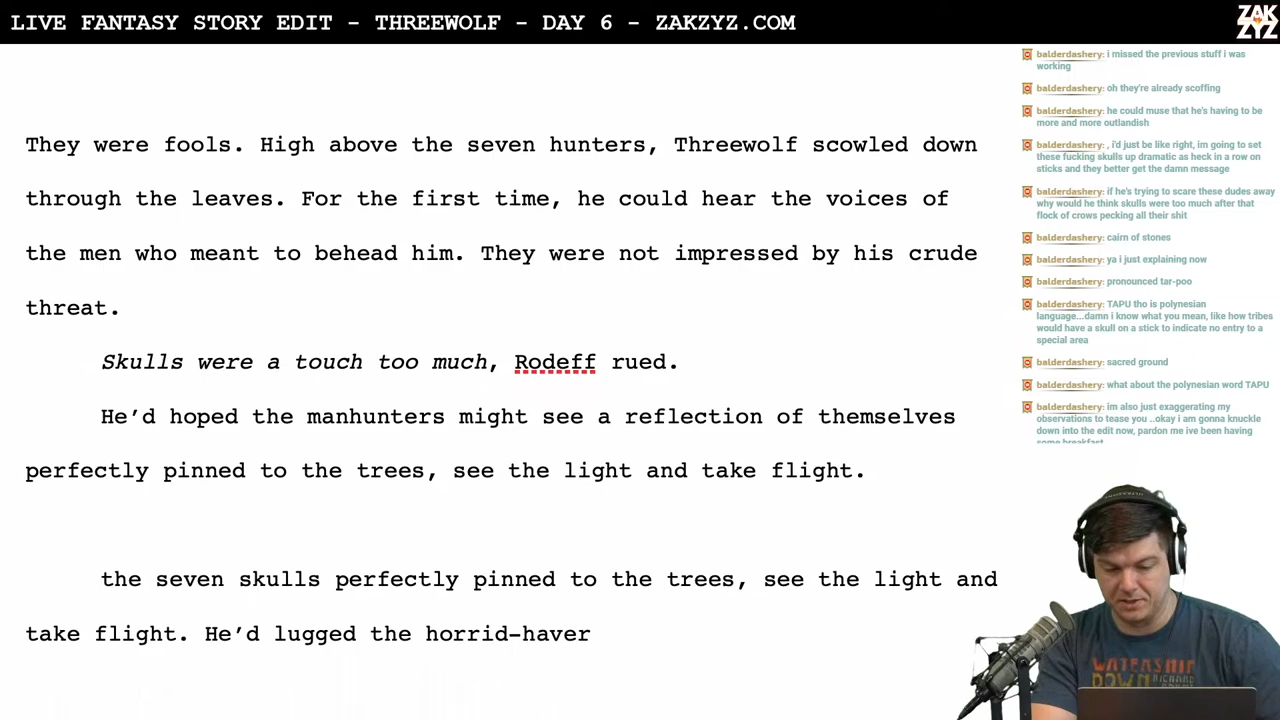 LIVE FANTASY STORY EDIT - THREEWOLF - DAY 6 - ZAKZYZ.COM
ZAK
ZYZ
They were fools. High above the seven hunters, Threewolf scowled down
through the leaves. For the first time, he could hear the voices of
the men who meant to behead him. They were not impressed by his crude
threat.
Skulls were a touch too much, Rodeff rued.
He’d hoped the manhunters might see a reflection of themselves
perfectly pinned to the trees, see the light and take flight.
the seven skulls perfectly pinned to the trees, see the light and
take flight. He’d lugged the horrid-haver
balderdashery: i missed the previous stuff i was
working
balderdashery: oh they're already scoffing
balderdashery: he could muse that he's having to be
more and more outlandish
balderdashery: , i'd just be like right, im going to set
these fucking skulls up dramatic as heck in a row on
sticks and they better get the damn message
balderdashery: if he's trying to scare these dudes away
why would he think skulls were too much after that
flock of crows pecking all their shit
balderdashery: cairn of stones
balderdashery: ya i just explaining now
balderdashery: pronounced tar-poo
balderdashery: TAPU tho is polynesian
language...damn i know what you mean, like how tribes
would have a skull on a stick to indicate no entry to a
special area
balderdashery: sacred ground
balderdashery: what about the polynesian word TAPU
balderdashery: im also just exaggerating my
observations to tease you ..okay i am gonna knuckle
down into the edit now, pardon me ive been having
some breakfast
WATERSHIP
DOWN RICHARD
ADAMS